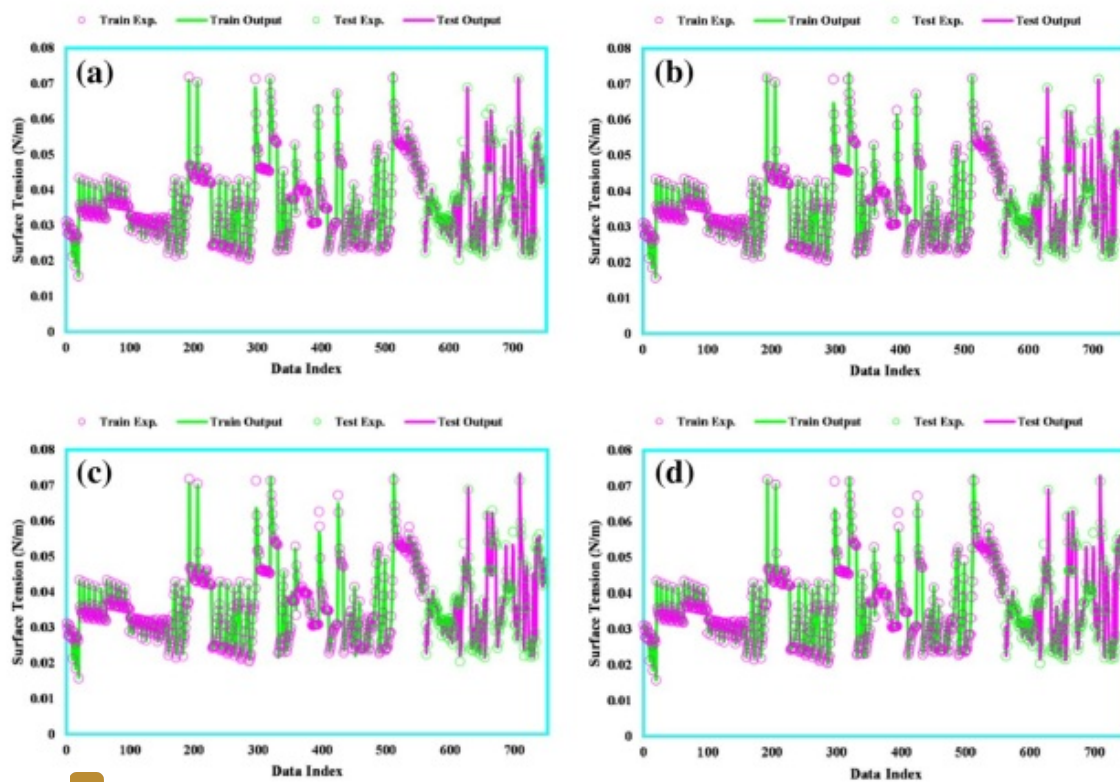 Train Exp. Train Output Test Exp. Test Output
(a)
Surface Tension (N/m)
0.08
0.07
0.06
0.05
0.04
0.03
0.02
0.01
0
0 100 200 300 400 500 600 700
Data Index
Train Exp. Train Output Test Exp. Test Output
(b)
Surface Tension (N/m)
0.08
0.07
0.06
0.05
0.04
0.03
0.02
0.01
0
0 100 200 300 400 500 600 700
Data Index
Train Exp. Train Output Test Exp. Test Output
(c)
Surface Tension (N/m)
0.08
0.07
0.06
0.05
0.04
0.03
0.02
0.01
0
0 100 200 300 400 500 600 700
Data Index
Train Exp. Train Output Test Exp. Test Output
(d)
Surface Tension (N/m)
0.08
0.07
0.06
0.05
0.04
0.03
0.02
0.01
0
0 100 200 300 400 500 600 700
Data Index